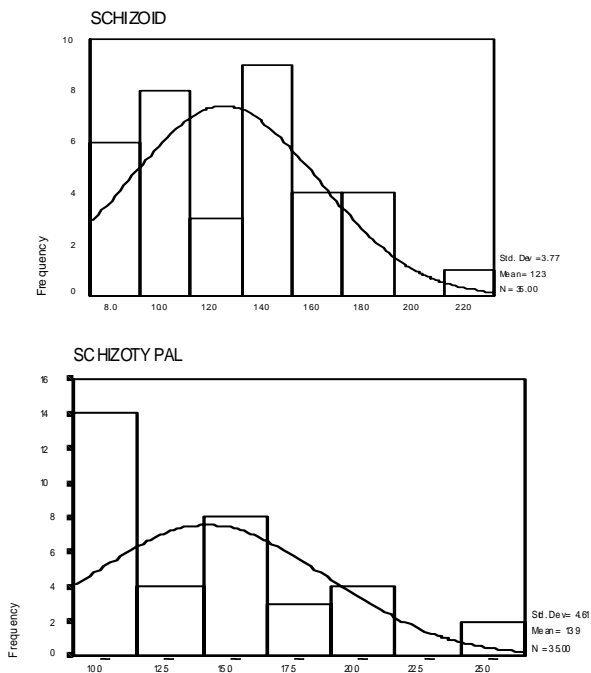 SCHIZOID
10
8
6
4
2
0
Frequency
8.0 100 120 140 160 180 200 220
Std. Dev =3.77
Mean= 123
N = 35.00
SCHIZOTY PAL
16
14
12
10
8
6
4
2
0
Frequency
100 125 150 175 200 225 250
Std. Dev= 4.61
Mean = 139
N = 35.00